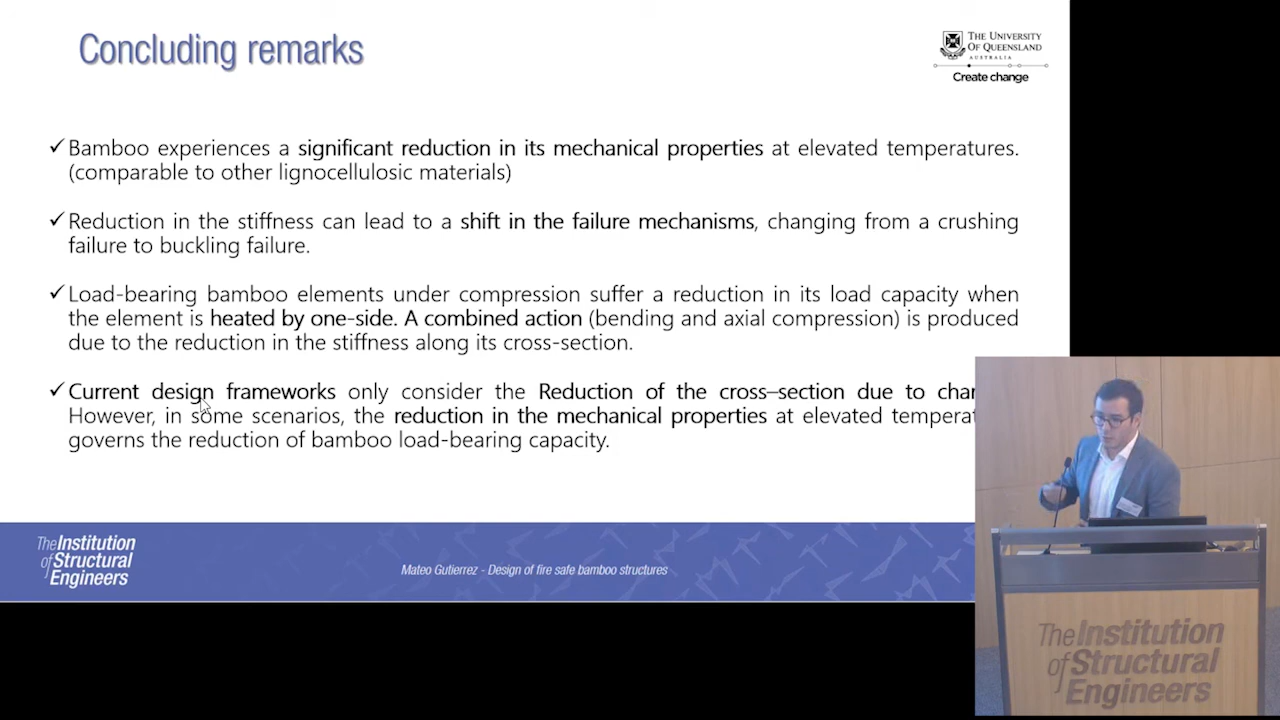 Concluding remarks
THE UNIVERSITY
OF QUEENSLAND
AUSTRALIA
Create change
✓ Bamboo experiences a significant reduction in its mechanical properties at elevated temperatures.
(comparable to other lignocellulosic materials)
✓ Reduction in the stiffness can lead to a shift in the failure mechanisms, changing from a crushing
failure to buckling failure.
✓ Load-bearing bamboo elements under compression suffer a reduction in its load capacity when
the element is heated by one-side. A combined action (bending and axial compression) is produced
due to the reduction in the stiffness along its cross-section.
✓ Current design frameworks only consider the Reduction of the cross–section due to
However, in some scenarios, the reduction in the mechanical properties at elevated
governs the reduction of bamboo load-bearing capacity.
The Institution
of Structural
Engineers
Mateo Gutierrez - Design of fire safe bamboo structures
The Institution
of Structural
Engineers